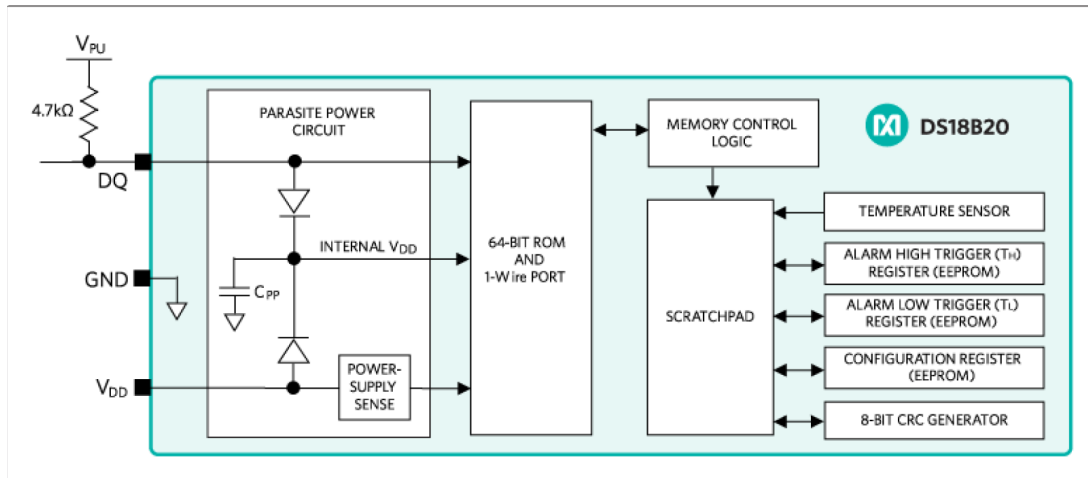 VPU
4.7kΩ
DQ
GND
VDD
PARASITE POWER
CIRCUIT
INTERNAL VDD
CPP
POWER-
SUPPLY
SENSE
64-BIT ROM
AND
1-Wire PORT
MEMORY CONTROL
LOGIC
SCRATCHPAD
DS18B20
TEMPERATURE SENSOR
ALARM HIGH TRIGGER (TH)
REGISTER (EEPROM)
ALARM LOW TRIGGER (TL)
REGISTER (EEPROM)
CONFIGURATION REGISTER
(EEPROM)
8-BIT CRC GENERATOR